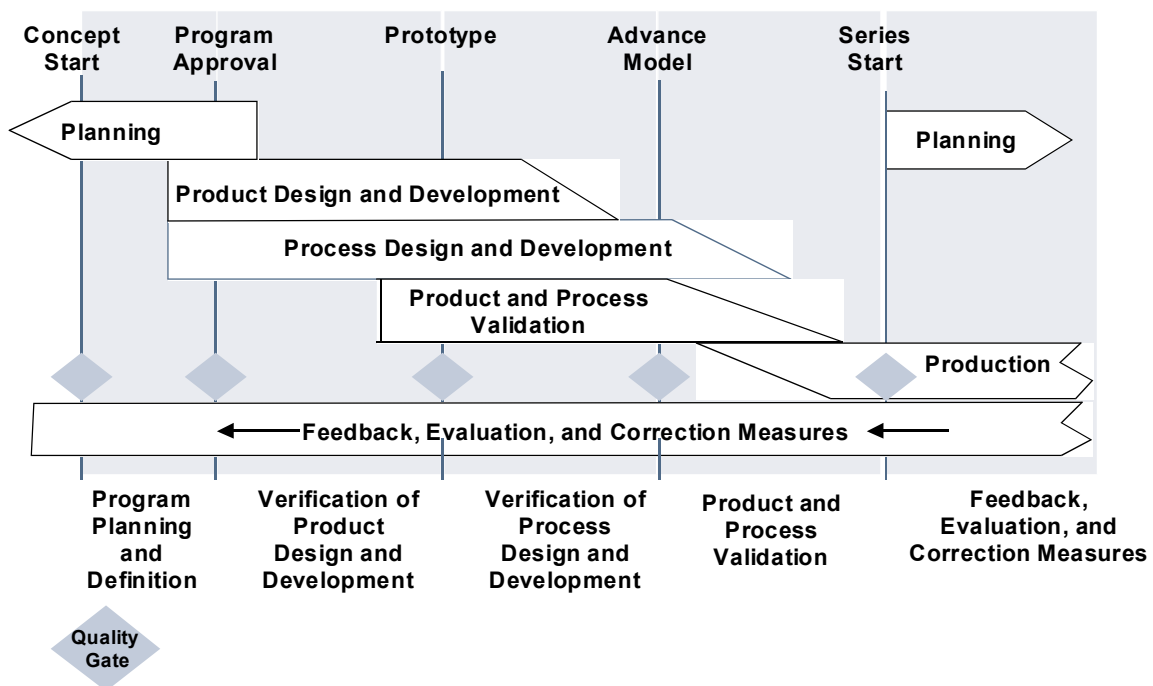 Concept
Start
Program
Approval
Prototype
Advance
Model
Series
Start
Planning
Planning
Product Design and Development
Process Design and Development
Product and Process
Validation
Production
Feedback, Evaluation, and Correction Measures
Program
Planning
and
Definition
Verification of
Product
Design and
Development
Verification of
Process
Design and
Development
Product and
Process
Validation
Feedback,
Evaluation, and
Correction Measures
Quality
Gate